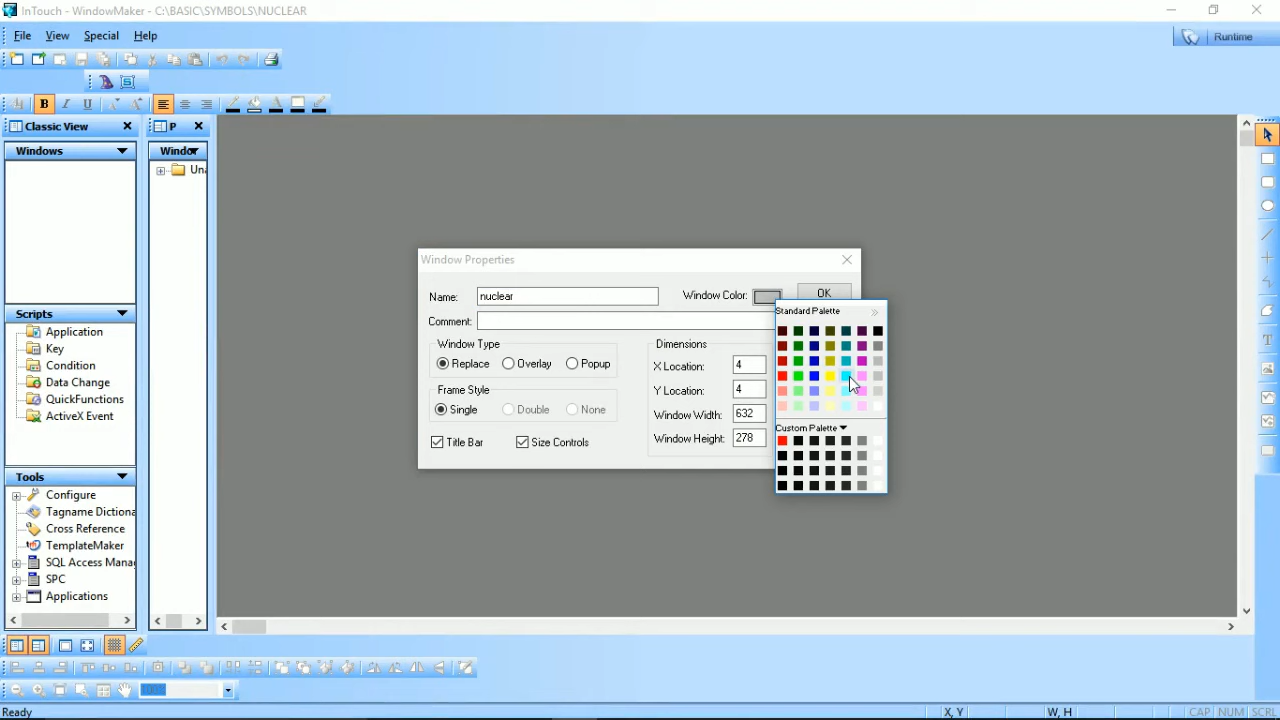 InTouch - WindowMaker - C:\BASIC\SYMBOLS\NUCLEAR
File View Special Help
Runtime
B I U
Classic View
P
Windows
Window
Una
Window Properties
Name: nuclear
Window Color:
OK
Comment:
Standard Palette
Window Type
Replace Overlay Popup
Frame Style
Single Double None
Title Bar Size Controls
Dimensions
X Location: 4
Y Location: 4
Window Width: 632
Window Height: 278
Custom Palette
Scripts
Application
Key
Condition
Data Change
QuickFunctions
ActiveX Event
Tools
Configure
Tagname Dictiona
Cross Reference
TemplateMaker
SQL Access Mana
SPC
Applications
100%
Ready
X, Y
W, H
CAP NUM SCRL